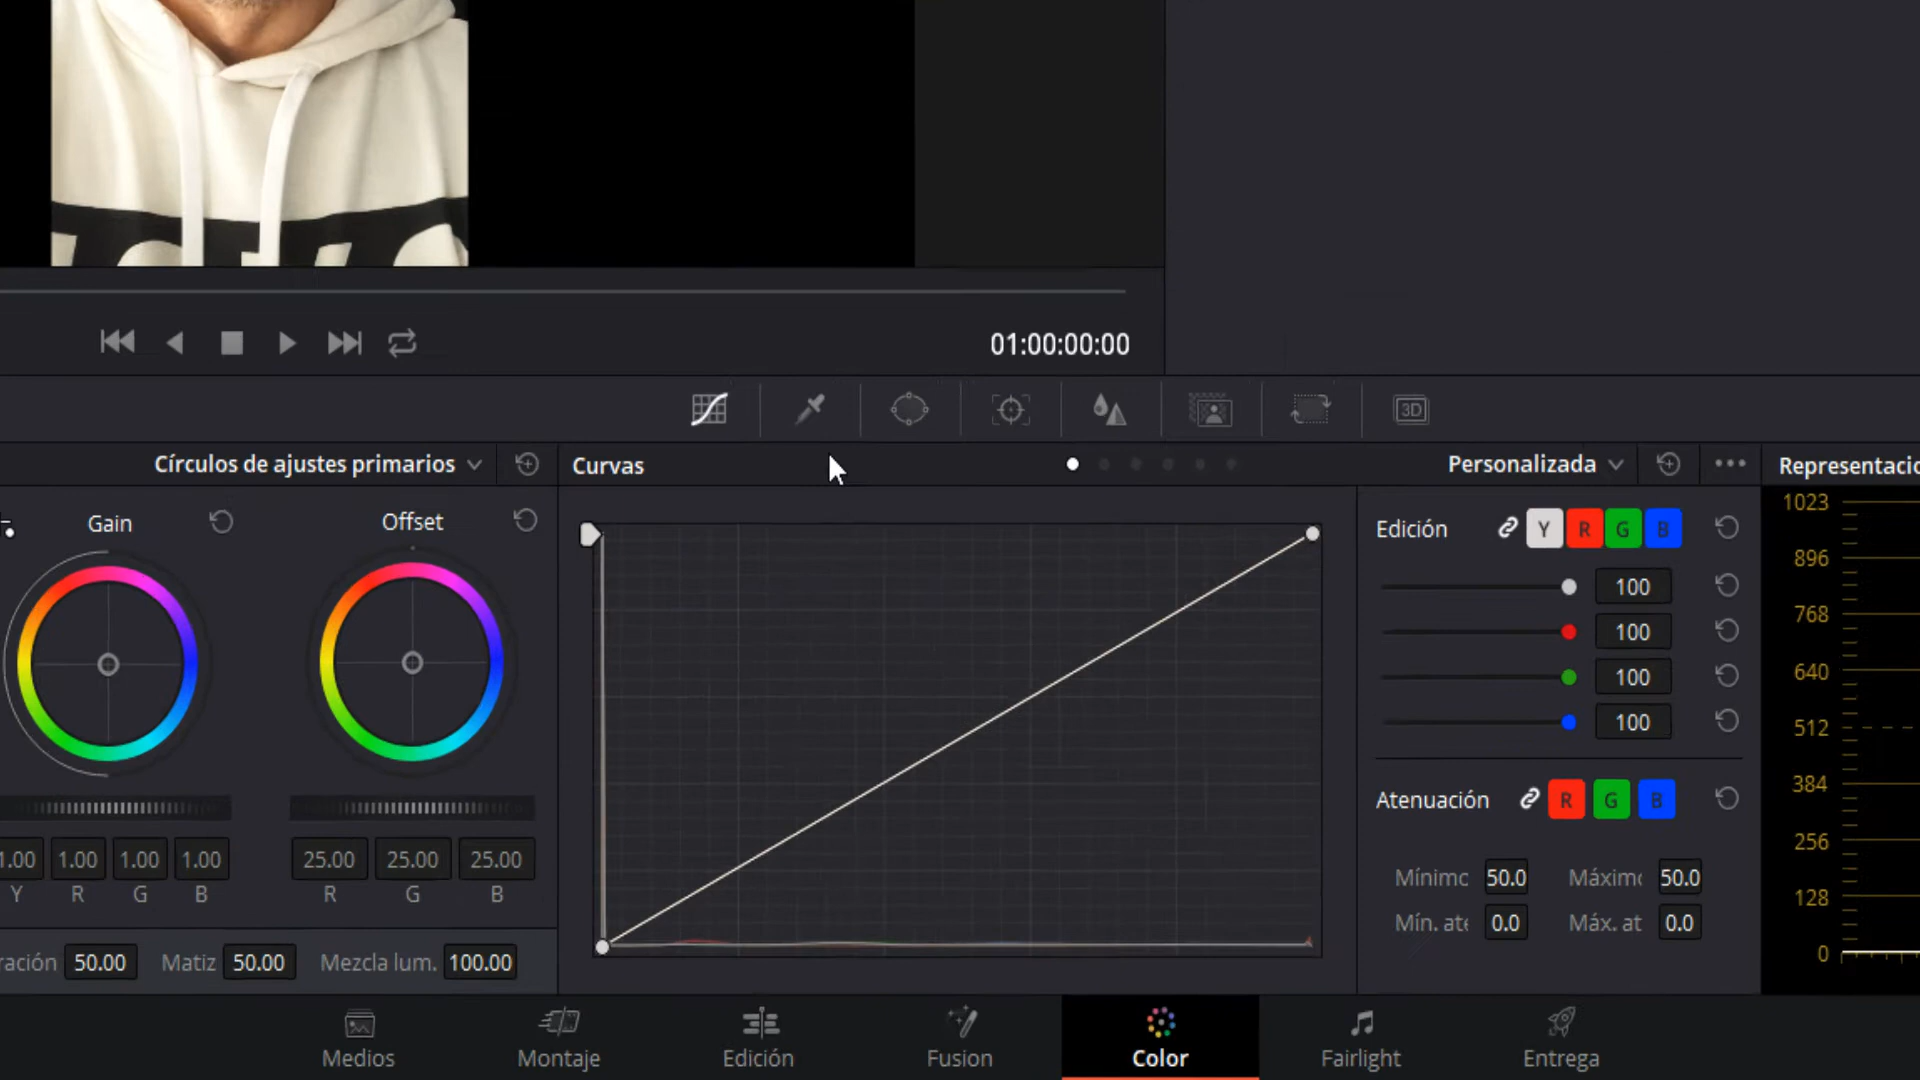 01:00:00:00
3D
Círculos de ajustes primarios
Curvas
Personalizada
Representacio
Gain
Offset
Edición
Y R G B
100
100
100
100
Atenuación
R G B
Mínimo 50.0 Máximo 50.0
Mín. ate 0.0 Máx. at 0.0
1023
896
768
640
512
384
256
128
0
1.00 1.00 1.00 1.00
Y R G B
25.00 25.00 25.00
R G B
ración 50.00 Matiz 50.00 Mezcla lum. 100.00
Medios
Montaje
Edición
Fusion
Color
Fairlight
Entrega